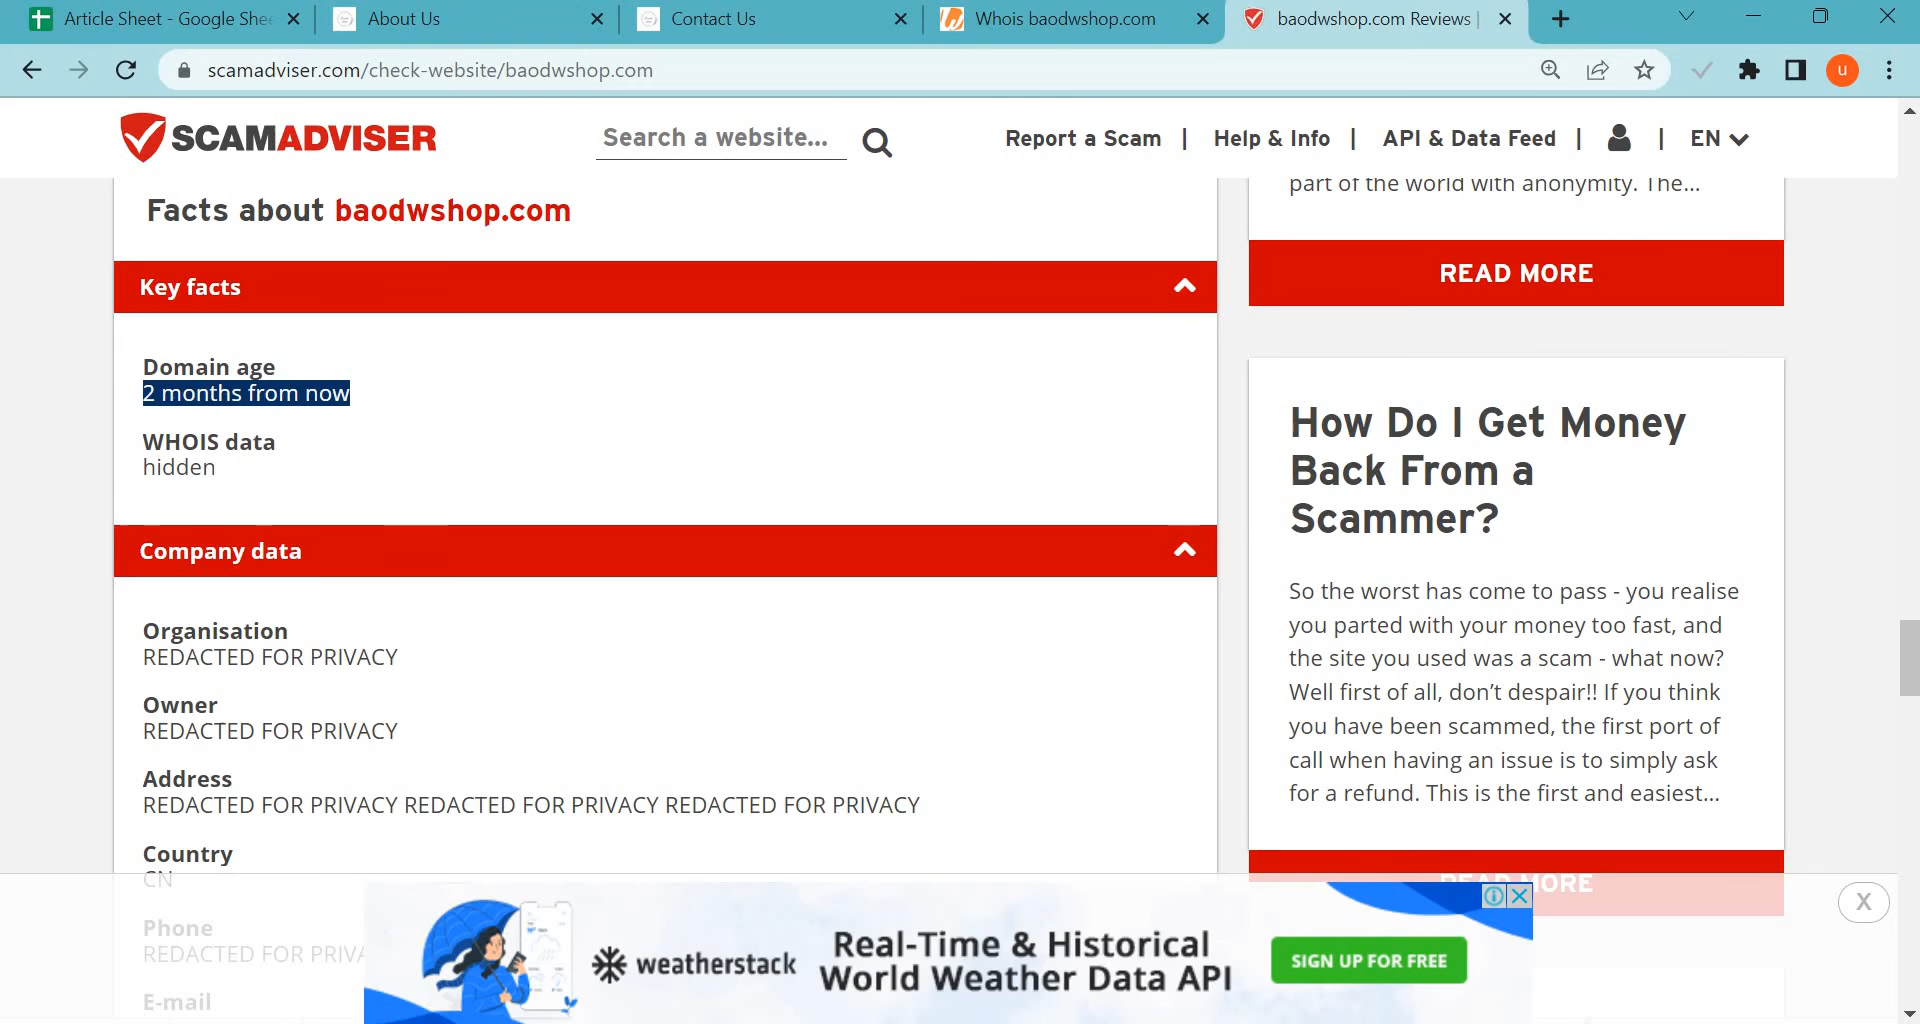 Article Sheet - Google She
About Us
Contact Us
Whois baodwshop.com
baodwshop.com Reviews |
scamadviser.com/check-website/baodwshop.com
u
SCAMADVISER
Search a website...
Report a Scam | Help & Info | API & Data Feed | | EN
Facts about baodwshop.com
Key facts
Domain age
2 months from now
WHOIS data
hidden
Company data
Organisation
REDACTED FOR PRIVACY
Owner
REDACTED FOR PRIVACY
Address
REDACTED FOR PRIVACY REDACTED FOR PRIVACY REDACTED FOR PRIVACY
Country
CN
Phone
REDACTED FOR PRIVA
E-mail
part of the world with anonymity. The...
READ MORE
How Do I Get Money
Back From a
Scammer?
So the worst has come to pass - you realise
you parted with your money too fast, and
the site you used was a scam - what now?
Well first of all, don't despair!! If you think
you have been scammed, the first port of
call when having an issue is to simply ask
for a refund. This is the first and easiest...
READ MORE
X
weatherstack
Real-Time & Historical
World Weather Data API
SIGN UP FOR FREE